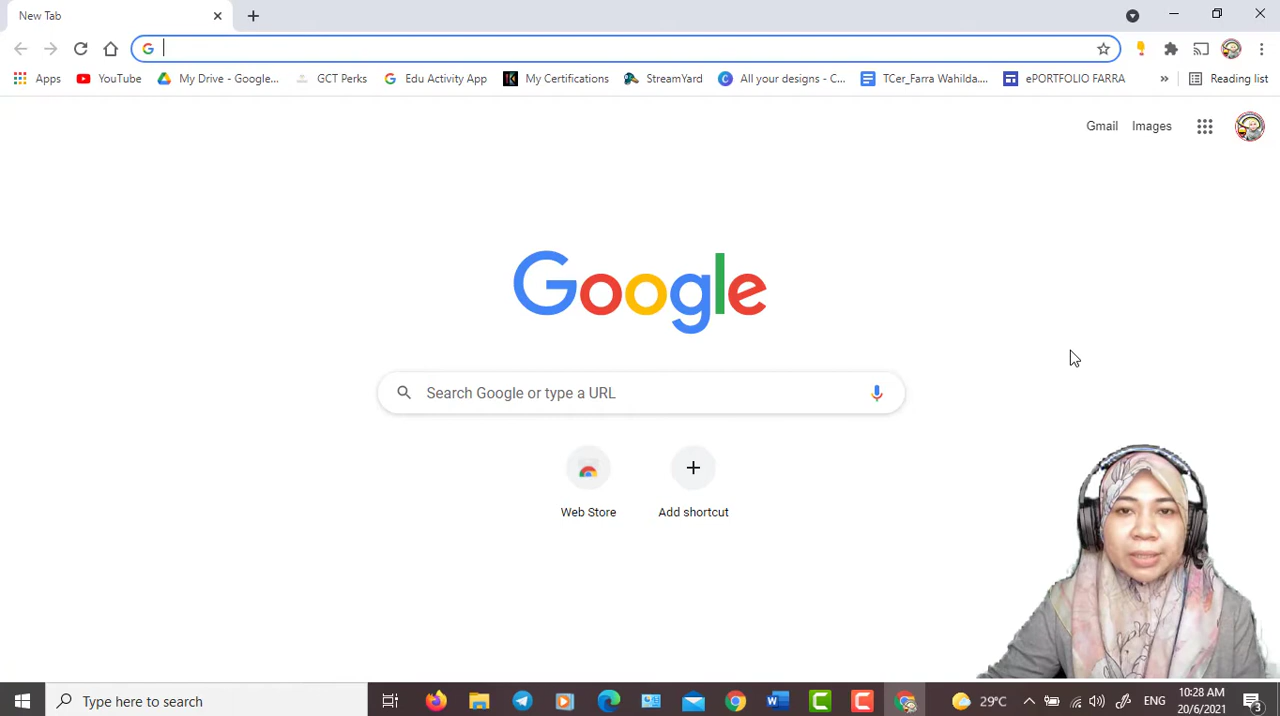 New Tab
Apps YouTube My Drive - Google... GCT Perks Edu Activity App My Certifications StreamYard All your designs - C... TCer_Farra Wahilda.... ePORTFOLIO FARRA » Reading list
Gmail Images
Google
Search Google or type a URL
Web Store Add shortcut
Type here to search
29°C
ENG
10:28 AM
20/6/2021
3